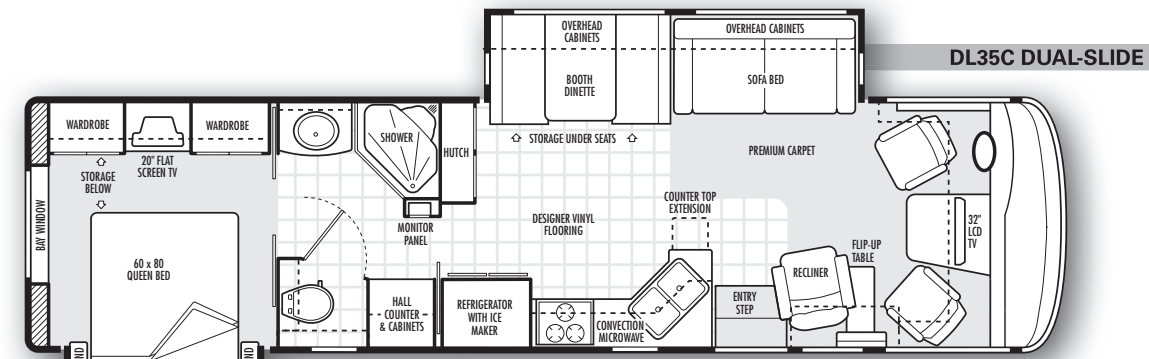 OVERHEAD
CABINETS
OVERHEAD CABINETS
DL35C DUAL-SLIDE
BOOTH
DINETTE
SOFA BED
WARDROBE
WARDROBE
20" FLAT
SCREEN TV
STORAGE
BELOW
SHOWER
HUTCH
STORAGE UNDER SEATS
PREMIUM CARPET
BAY WINDOW
60 x 80
QUEEN BED
MONITOR
PANEL
DESIGNER VINYL
FLOORING
COUNTER TOP
EXTENSION
32"
LCD
TV
FLIP-UP
TABLE
RECLINER
HALL
COUNTER
& CABINETS
REFRIGERATOR
WITH ICE
MAKER
CONVECTION
MICROWAVE
ENTRY
STEP